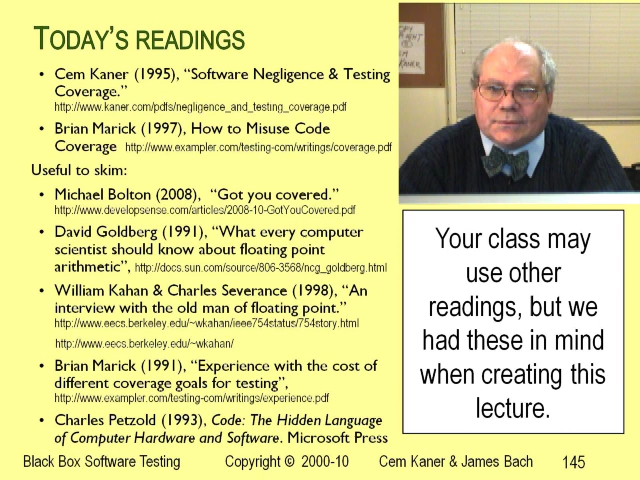 TODAY'S READINGS
• Cem Kaner (1995), “Software Negligence & Testing
Coverage.”
http://www.kaner.com/pdfs/negligence_and_testing_coverage.pdf
• Brian Marick (1997), How to Misuse Code
Coverage http://www.exampler.com/testing-com/writings/coverage.pdf
Useful to skim:
• Michael Bolton (2008), “Got you covered.”
http://www.developsense.com/articles/2008-10-GotYouCovered.pdf
• David Goldberg (1991), “What every computer
scientist should know about floating point
arithmetic”, http://docs.sun.com/source/806-3568/ncg_goldberg.html
• William Kahan & Charles Severance (1998), “An
interview with the old man of floating point.”
http://www.eecs.berkeley.edu/~wkahan/ieee754status/754story.html
http://www.eecs.berkeley.edu/~wkahan/
• Brian Marick (1991), “Experience with the cost of
different coverage goals for testing”,
http://www.exampler.com/testing-com/writings/experience.pdf
• Charles Petzold (1993), Code: The Hidden Language
of Computer Hardware and Software. Microsoft Press
Your class may
use other
readings, but we
had these in mind
when creating this
lecture.
Black Box Software Testing Copyright © 2000-10 Cem Kaner & James Bach 145